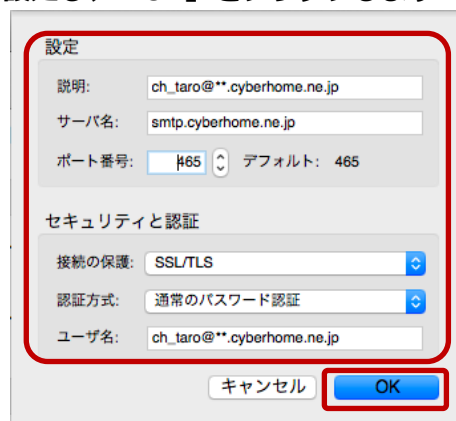 設定
説明: ch_taro@**.cyberhome.ne.jp
サーバ名: smtp.cyberhome.ne.jp
ポート番号: 465 デフォルト: 465
セキュリティと認証
接続の保護: SSL/TLS
認証方式: 通常のパスワード認証
ユーザ名: ch_taro@**.cyberhome.ne.jp
キャンセル OK